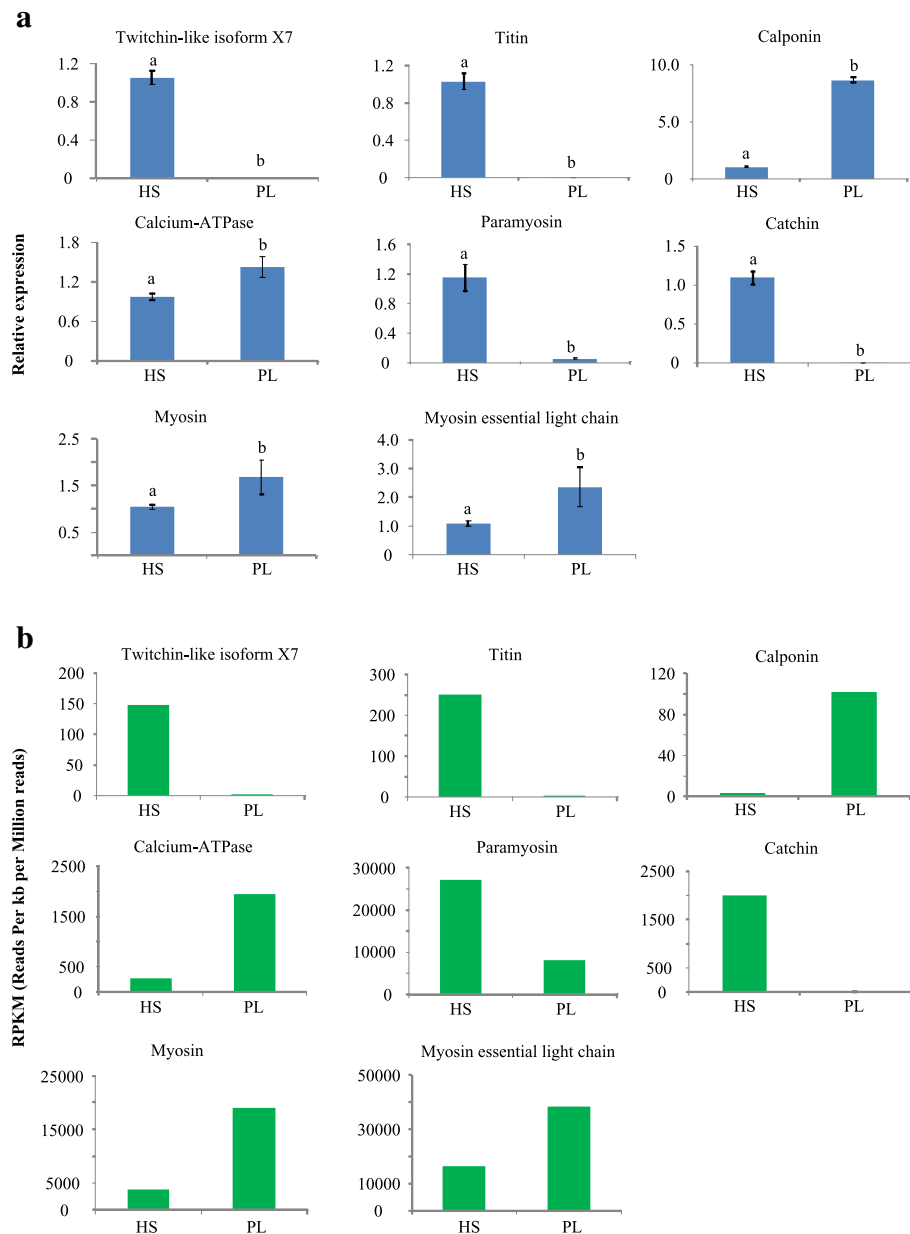 a
Twitchin-like isoform X7
1.2
0.8
0.4
0
a
b
HS
PL
Titin
1.2
0.8
0.4
0
a
b
HS
PL
Calponin
10.0
5.0
0.0
a
b
HS
PL
Relative expression
Calcium-ATPase
1.8
1.2
0.6
0
a
b
HS
PL
Paramyosin
1.6
1.2
0.8
0.4
0
a
b
HS
PL
Catchin
1.5
1.0
0.5
0
a
b
HS
PL
Myosin
2.5
1.5
0.5
a
b
HS
PL
Myosin essential light chain
4.0
3.0
2.0
1.0
0
a
b
HS
PL
b
Twitchin-like isoform X7
200
150
100
50
0
HS
PL
Titin
300
200
100
0
HS
PL
Calponin
120
80
40
0
HS
PL
RPKM (Reads Per kb per Million reads)
Calcium-ATPase
2500
1500
500
0
HS
PL
Paramyosin
30000
20000
10000
0
HS
PL
Catchin
2500
1500
500
0
HS
PL
Myosin
25000
15000
5000
0
HS
PL
Myosin essential light chain
50000
30000
10000
0
HS
PL